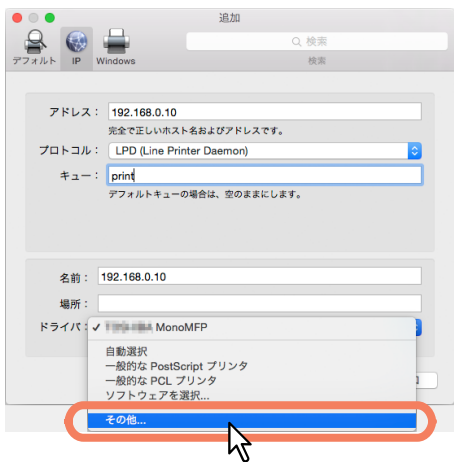 追加
検索
デフォルト IP Windows
検索
アドレス： 192.168.0.10
完全で正しいホスト名およびアドレスです。
プロトコル： LPD (Line Printer Daemon)
キュー： print
デフォルトキューの場合は、空のままにします。
名前： 192.168.0.10
場所：
ドライバ： ✓ MonoMFP
自動選択
一般的な PostScript プリンタ
一般的な PCL プリンタ
ソフトウェアを選択...
その他...